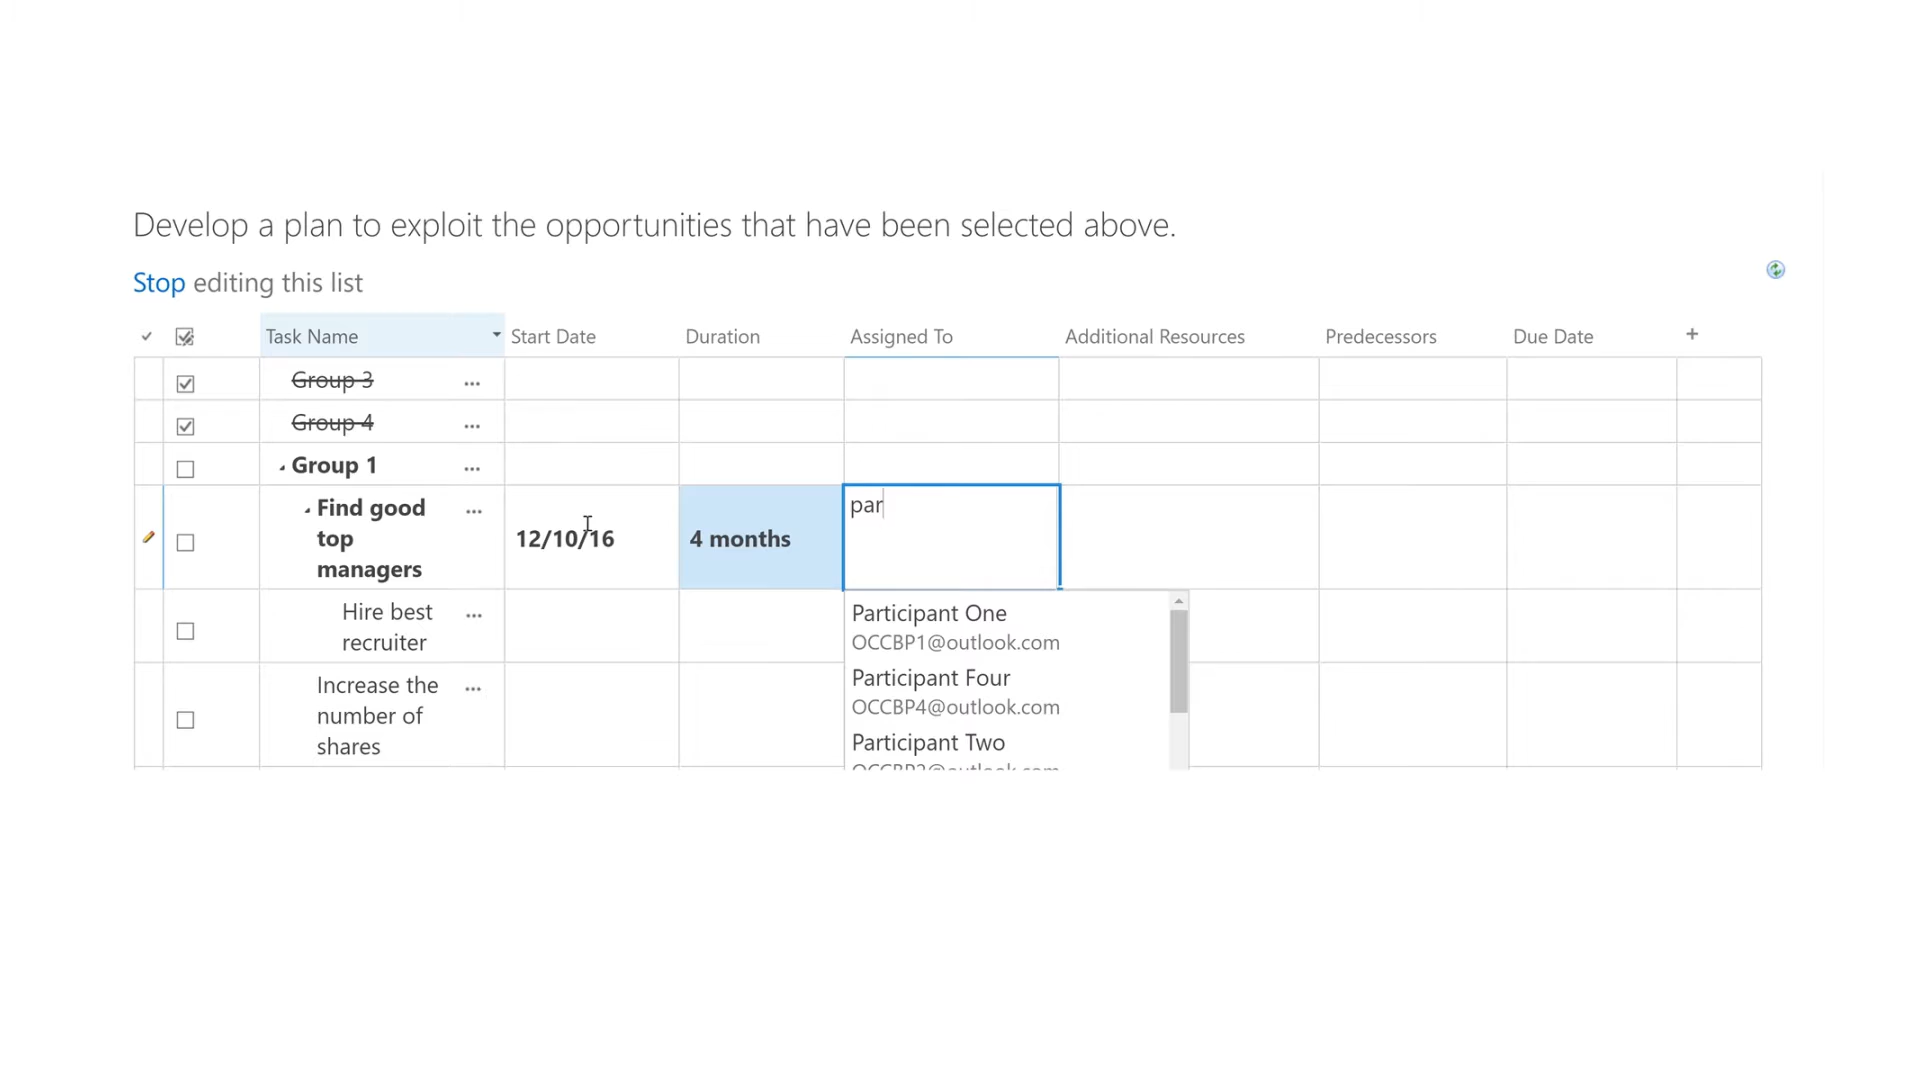 Develop a plan to exploit the opportunities that have been selected above.
Stop editing this list
Task Name Start Date Duration Assigned To Additional Resources Predecessors Due Date +
Group 3 ...
Group 4 ...
Group 1 ...
Find good ... par
top 12/10/16 4 months
managers
Hire best ... Participant One
recruiter OCCBP1@outlook.com
Increase the ... Participant Four
number of OCCBP4@outlook.com
shares Participant Two